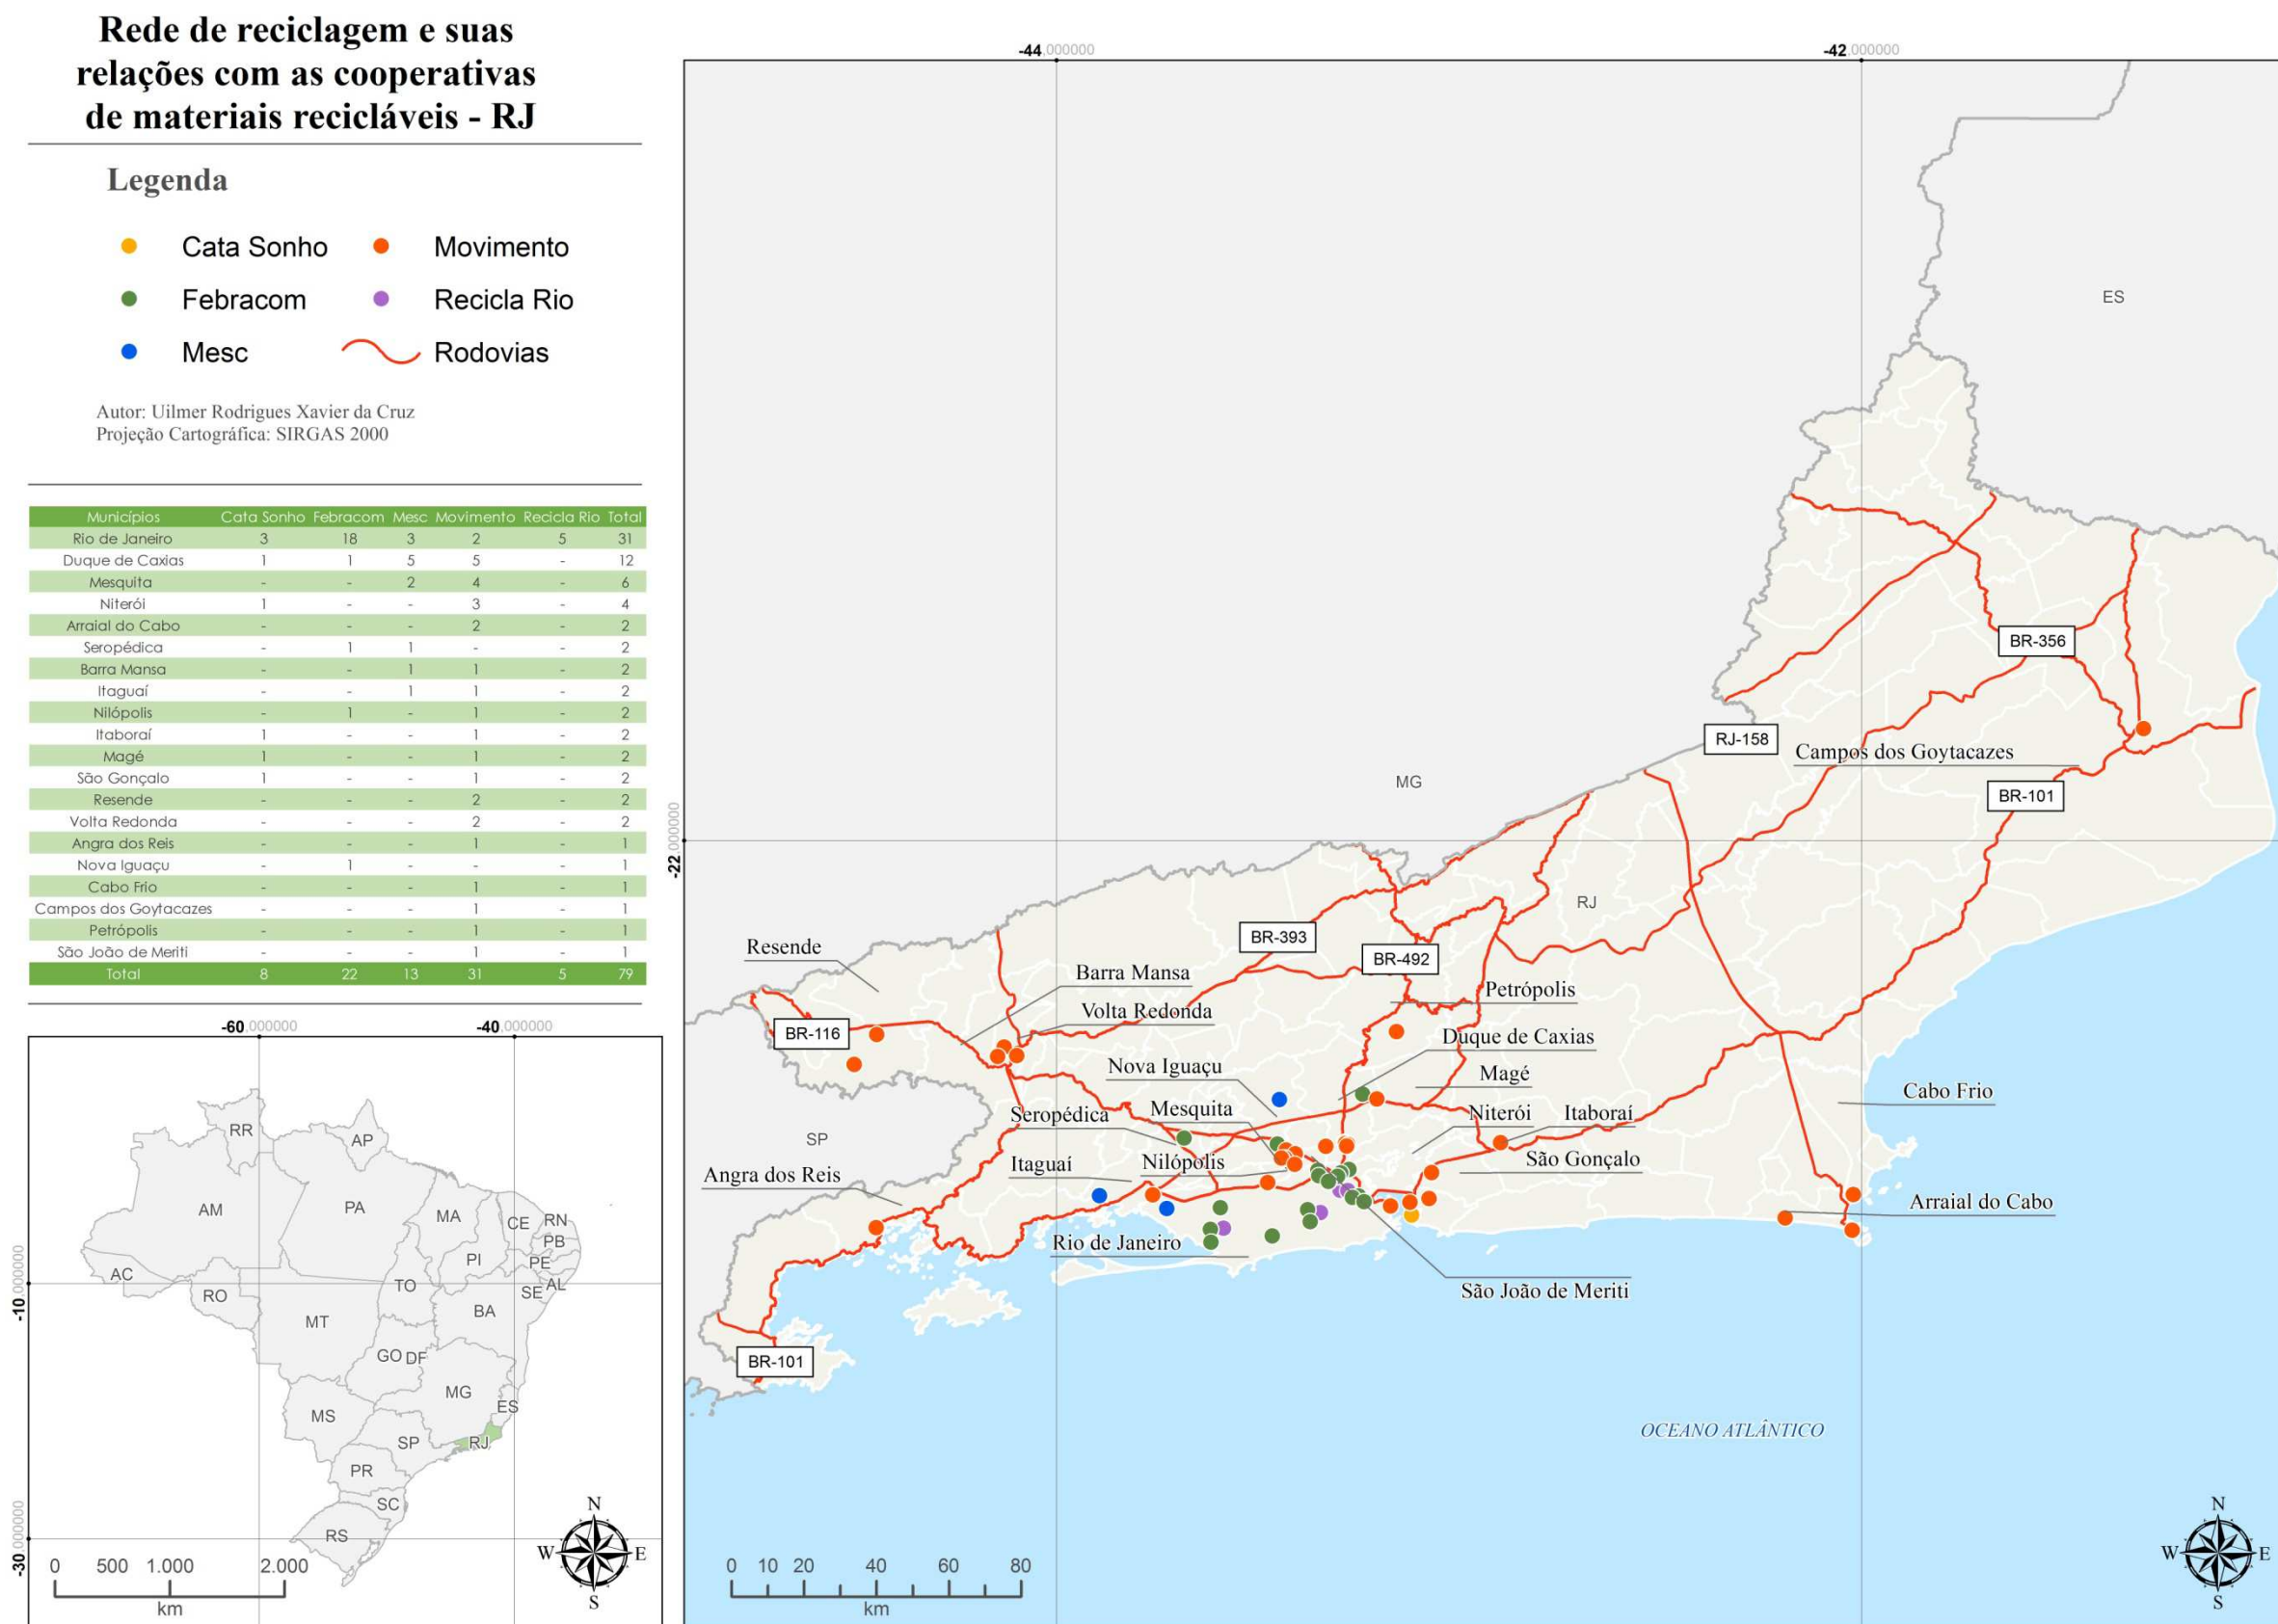 Rede de reciclagem e suas
relações com as cooperativas
de materiais recicláveis - RJ
Legenda
Cata Sonho
Movimento
Febracom
Recicla Rio
Mesc
Rodovias
Autor: Uilmer Rodrigues Xavier da Cruz
Projeção Cartográfica: SIRGAS 2000
Municípios Cata Sonho Febracom Mesc Movimento Recicla Rio Total
Rio de Janeiro 3 18 3 2 5 31
Duque de Caxias 1 1 5 5 - 12
Mesquita - - 2 4 - 6
Niterói 1 - - 3 - 4
Arraial do Cabo - - - 2 - 2
Seropédica - 1 1 - - 2
Barra Mansa - - 1 1 - 2
Itaguaí - - 1 1 - 2
Nilópolis - 1 - 1 - 2
Itaboraí 1 - - 1 - 2
Magé 1 - - 1 - 2
São Gonçalo 1 - - 1 - 2
Resende - - - 2 - 2
Volta Redonda - - - 2 - 2
Angra dos Reis - - - 1 - 1
Nova Iguaçu - 1 - - - 1
Cabo Frio - - - 1 - 1
Campos dos Goytacazes - - - 1 - 1
Petrópolis - - - 1 - 1
São João de Meriti - - - 1 - 1
Total 8 22 13 31 5 79
-60,000000
-40,000000
-10,000000
-30,000000
RR
AP
AM
PA
MA
CE
RN
PB
PI
PE
AL
SE
AC
RO
TO
BA
MT
GO
DF
MG
ES
MS
SP
RJ
PR
SC
RS
0 500 1.000 2.000
km
N
W
E
S
-44,000000
-42,000000
-22,000000
ES
MG
RJ
SP
BR-356
RJ-158
Campos dos Goytacazes
BR-101
BR-393
BR-492
Resende
Barra Mansa
Petrópolis
Volta Redonda
BR-116
Duque de Caxias
Nova Iguaçu
Magé
Cabo Frio
Seropédica
Mesquita
Niterói
Itaboraí
Itaguaí
Nilópolis
São Gonçalo
Angra dos Reis
Arraial do Cabo
Rio de Janeiro
São João de Meriti
BR-101
OCEANO ATLÂNTICO
0 10 20 40 60 80
km
N
W
E
S